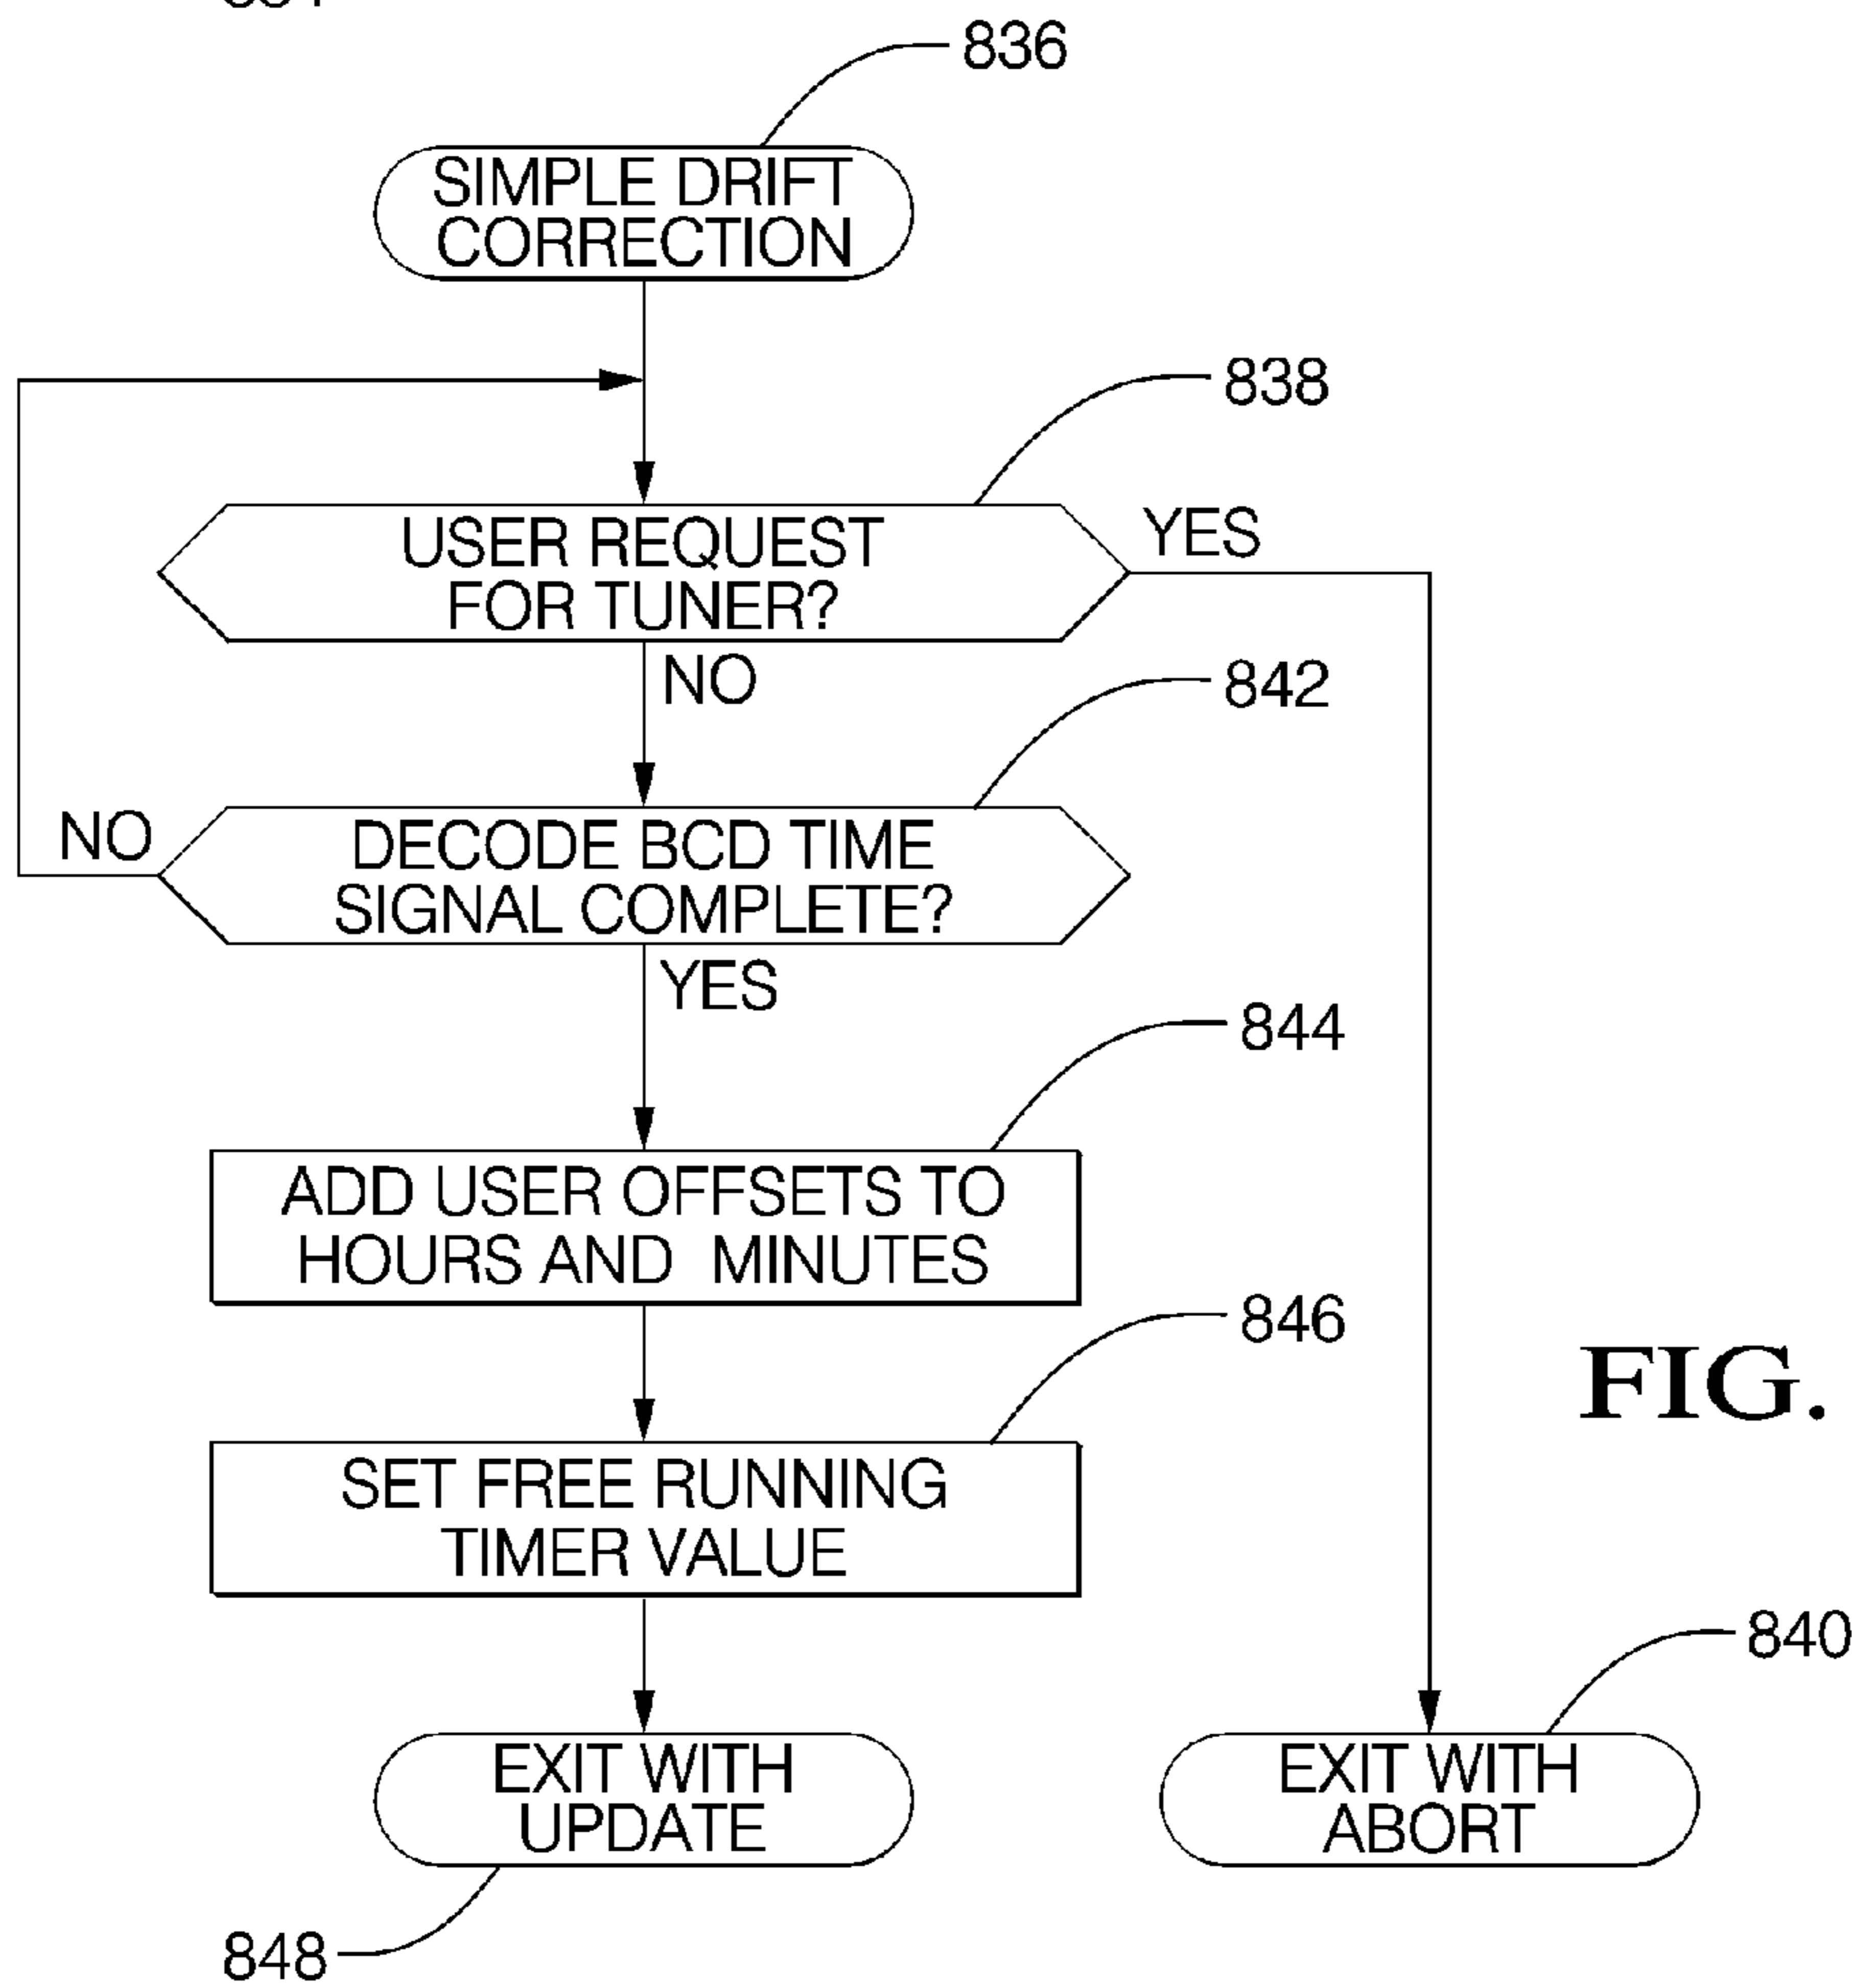 836
SIMPLE DRIFT
CORRECTION
838
USER REQUEST
FOR TUNER?
YES
NO
842
NO
DECODE BCD TIME
SIGNAL COMPLETE?
YES
844
ADD USER OFFSETS TO
HOURS AND MINUTES
846
FIG.
SET FREE RUNNING
TIMER VALUE
840
EXIT WITH
UPDATE
EXIT WITH
ABORT
848